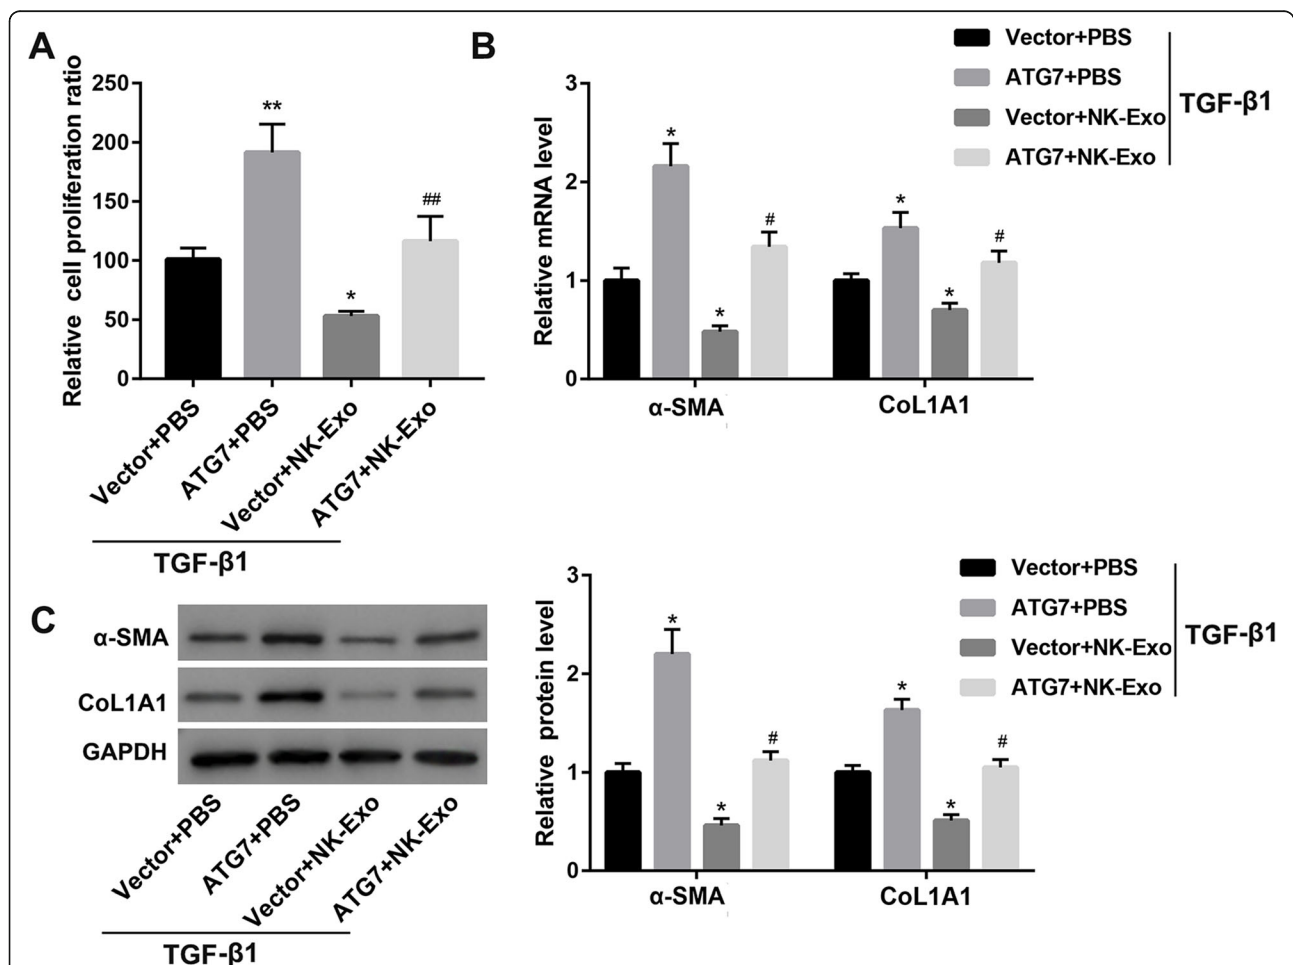 A
Relative cell proliferation ratio
250
200
150
100
50
0
**
*
##
Vector+PBS
ATG7+PBS
Vector+NK-Exo
ATG7+NK-Exo
TGF-β1
B
Relative mRNA level
3
2
1
0
*
*
#
*
*
#
α-SMA
CoL1A1
Vector+PBS
ATG7+PBS
Vector+NK-Exo
ATG7+NK-Exo
TGF-β1
C
α-SMA
CoL1A1
GAPDH
Vector+PBS
ATG7+PBS
Vector+NK-Exo
ATG7+NK-Exo
TGF-β1
Relative protein level
3
2
1
0
*
*
#
*
*
#
α-SMA
CoL1A1
Vector+PBS
ATG7+PBS
Vector+NK-Exo
ATG7+NK-Exo
TGF-β1